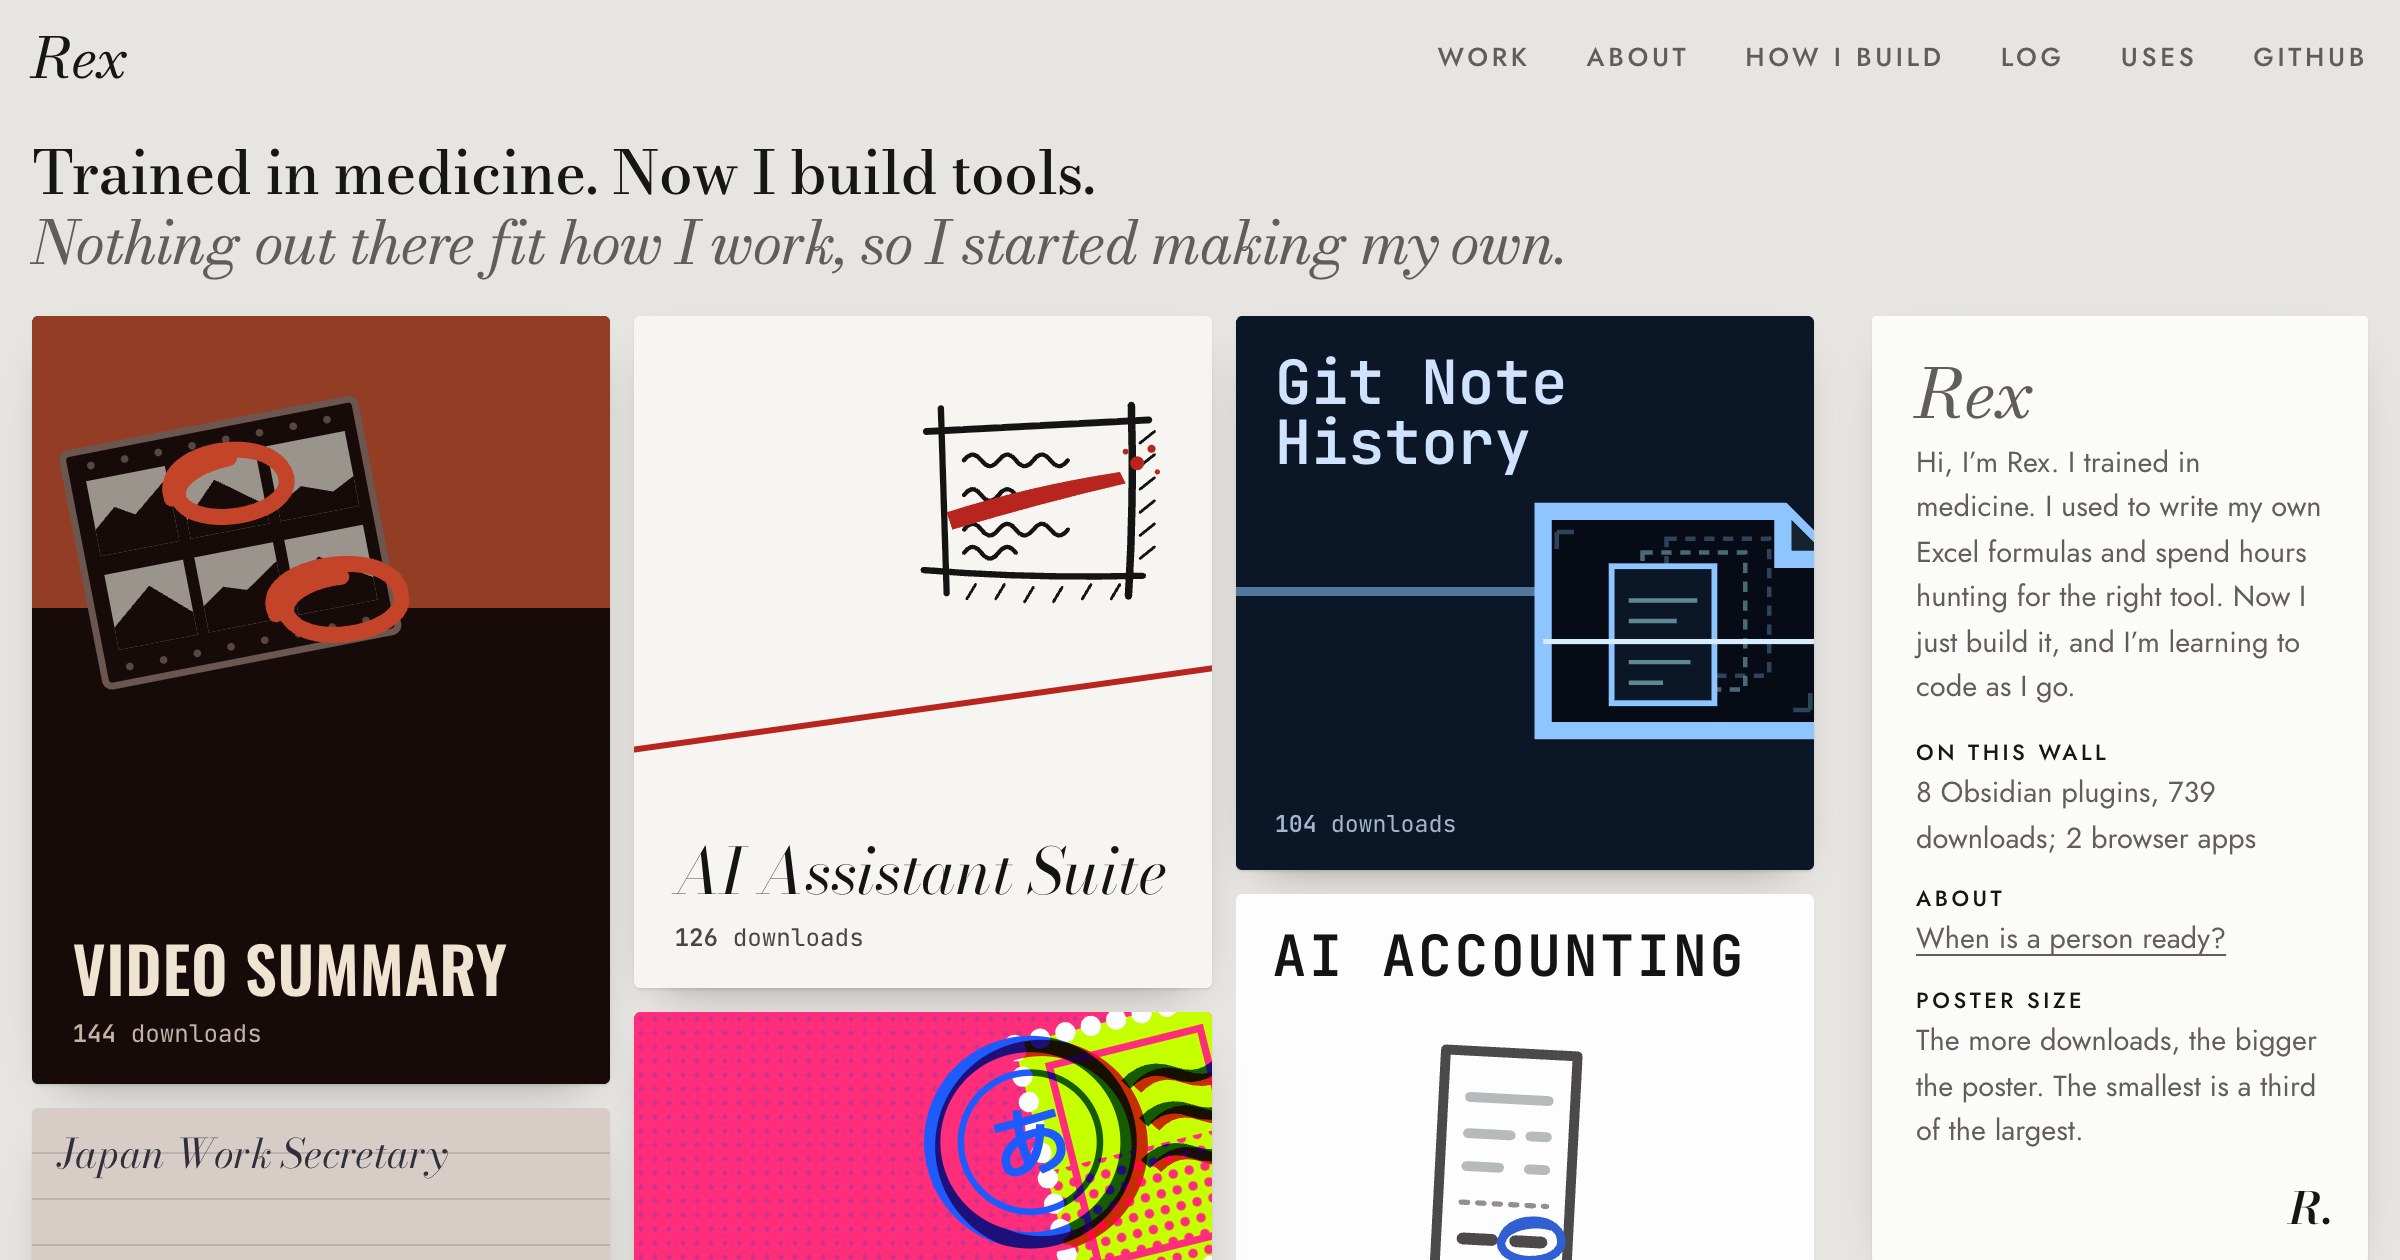 Rex
WORK ABOUT HOW I BUILD LOG USES GITHUB
Trained in medicine. Now I build tools.
Nothing out there fit how I work, so I started making my own.
VIDEO SUMMARY
144 downloads
Japan Work Secretary
AI Assistant Suite
126 downloads
あ
Git Note
History
104 downloads
AI ACCOUNTING
Rex
Hi, I’m Rex. I trained in
medicine. I used to write my own
Excel formulas and spend hours
hunting for the right tool. Now I
just build it, and I’m learning to
code as I go.
ON THIS WALL
8 Obsidian plugins, 739
downloads; 2 browser apps
ABOUT
When is a person ready?
POSTER SIZE
The more downloads, the bigger
the poster. The smallest is a third
of the largest.
R.